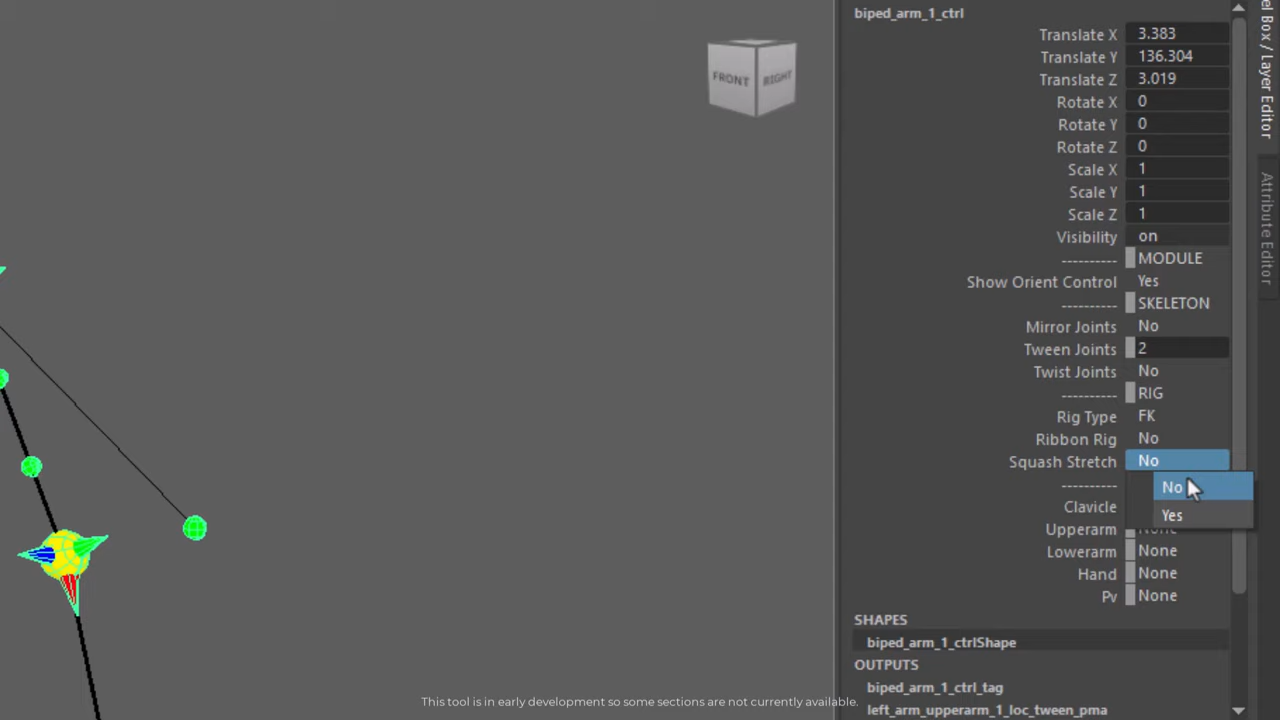 biped_arm_1_ctrl
Translate X 3.383
Translate Y 136.304
Translate Z 3.019
Rotate X 0
Rotate Y 0
Rotate Z 0
Scale X 1
Scale Y 1
Scale Z 1
Visibility on
---------- MODULE
Show Orient Control Yes
---------- SKELETON
Mirror Joints No
Tween Joints 2
Twist Joints No
---------- RIG
Rig Type FK
Ribbon Rig No
Squash Stretch No
No
----------
Yes
Clavicle
Upperarm
Lowerarm None
Hand None
Pv None
SHAPES
biped_arm_1_ctrlShape
OUTPUTS
biped_arm_1_ctrl_tag
left_arm_upperarm_1_loc_tween_pma
FRONT
RIGHT
Box / Layer Editor
Attribute Editor
This tool is in early development so some sections are not currently available.